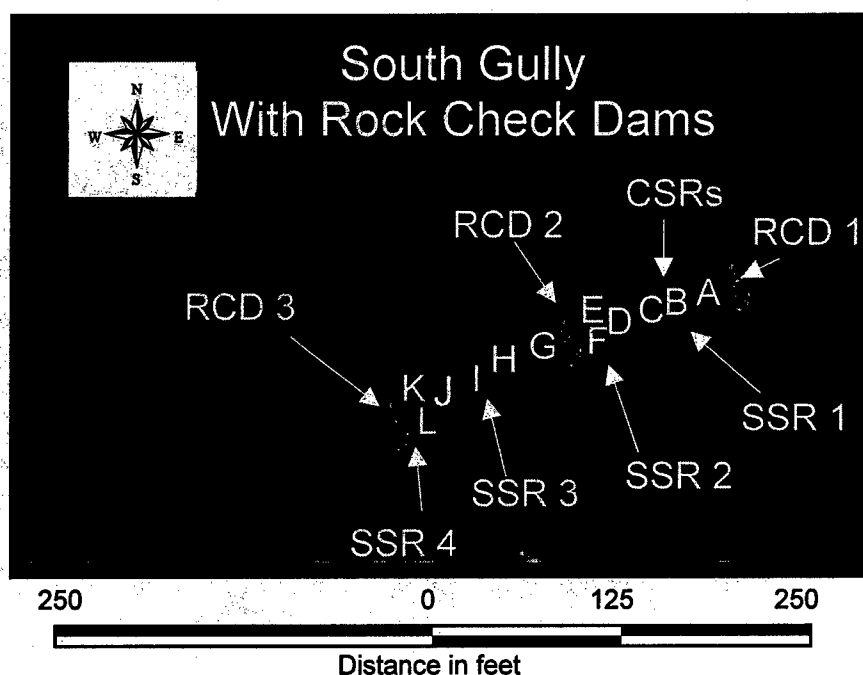 South Gully
With Rock Check Dams
N
W E
S
CSRs
RCD 2
RCD 1
RCD 3
E D C B A
F
G
H
I
K J
L
SSR 1
SSR 2
SSR 3
SSR 4
250 0 125 250
Distance in feet